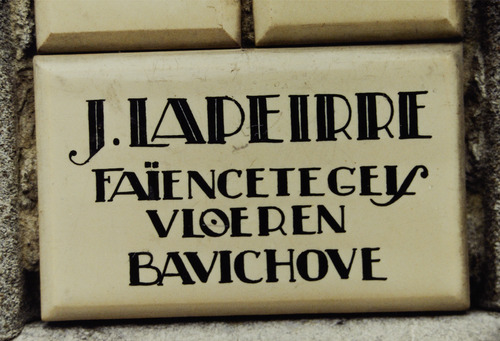 J. LAPEIRRE
FAÏENCETEGELS
VLOEREN
BAVICHOVE